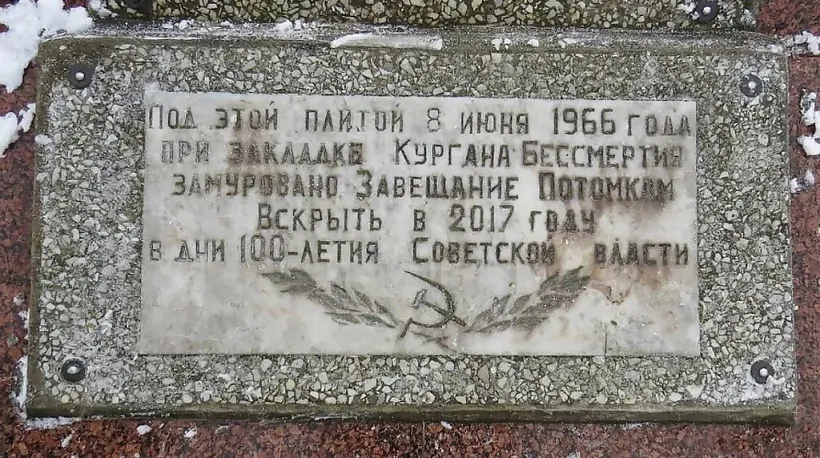 Под этой плитой 8 июня 1966 года
при закладке Кургана Бессмертия
замуровано Завещание Потомкам
Вскрыть в 2017 году
в дни 100-летия Советской власти